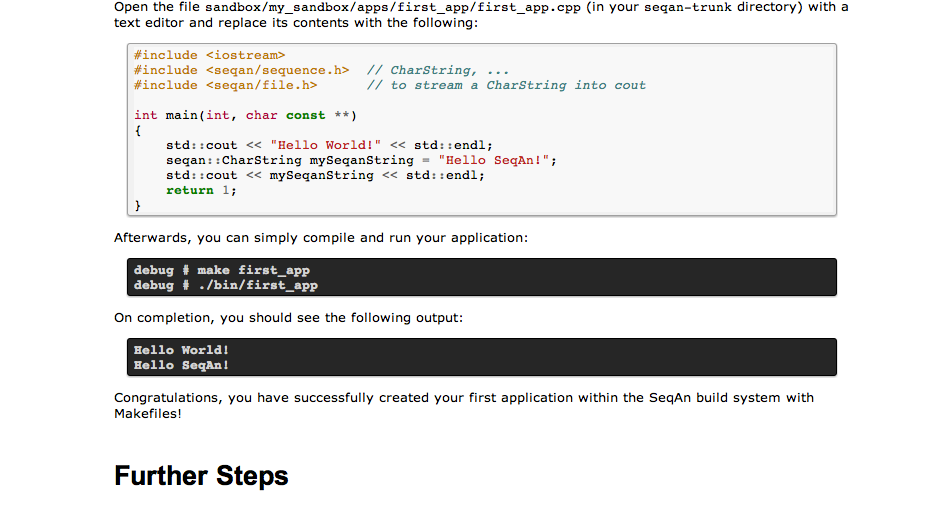 Open the file sandbox/my_sandbox/apps/first_app/first_app.cpp (in your seqan-trunk directory) with a
text editor and replace its contents with the following:
#include <iostream>
#include <seqan/sequence.h>  // CharString, ...
#include <seqan/file.h>      // to stream a CharString into cout

int main(int, char const **)
{
    std::cout << "Hello World!" << std::endl;
    seqan::CharString mySeqanString = "Hello SeqAn!";
    std::cout << mySeqanString << std::endl;
    return 1;
}
Afterwards, you can simply compile and run your application:
debug # make first_app
debug # ./bin/first_app
On completion, you should see the following output:
Hello World!
Hello SeqAn!
Congratulations, you have successfully created your first application within the SeqAn build system with
Makefiles!
Further Steps